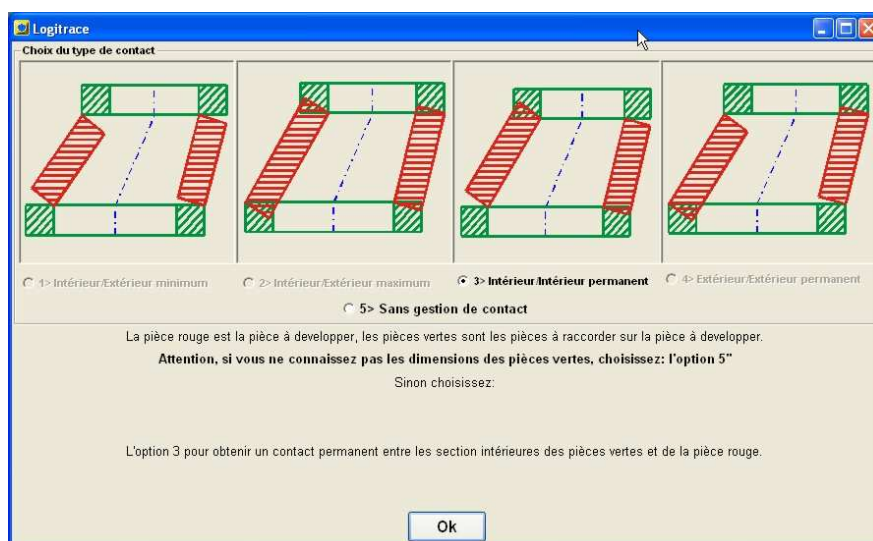 Logitrace
Choix du type de contact
1> Intérieur/Extérieur minimum
2> Intérieur/Extérieur maximum
3> Intérieur/Intérieur permanent
4> Extérieur/Extérieur permanent
5> Sans gestion de contact
La pièce rouge est la pièce à developper, les pièces vertes sont les pièces à raccorder sur la pièce à developper.
Attention, si vous ne connaissez pas les dimensions des pièces vertes, choisissez: l'option 5"
Sinon choisissez:
L'option 3 pour obtenir un contact permanent entre les section intérieures des pièces vertes et de la pièce rouge.
Ok